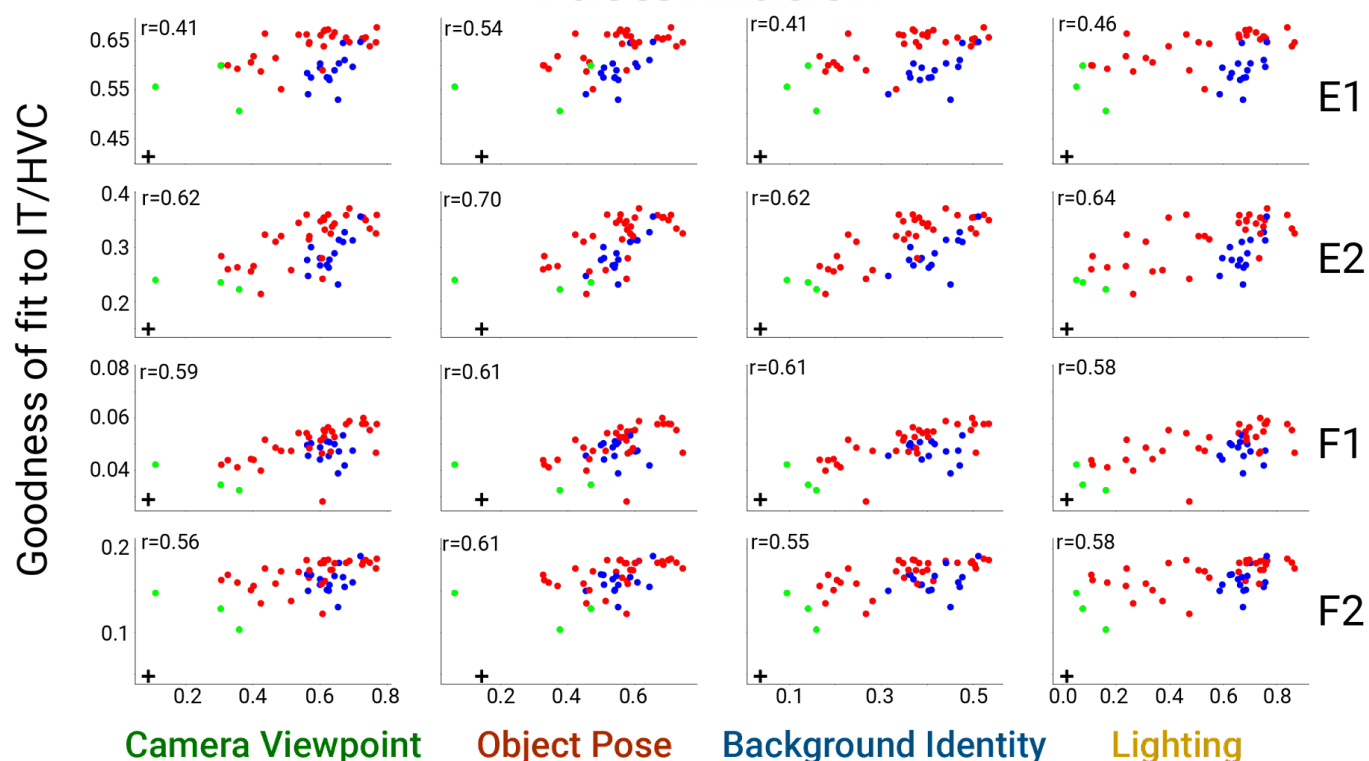 r=0.41
r=0.54
r=0.41
r=0.46
0.65
0.55
0.45
E1
r=0.62
r=0.70
r=0.62
r=0.64
0.4
0.3
0.2
E2
Goodness of fit to IT/HVC
r=0.59
r=0.61
r=0.61
r=0.58
0.08
0.06
0.04
F1
r=0.56
r=0.61
r=0.55
r=0.58
0.2
0.1
F2
0.2 0.4 0.6 0.8
0.2 0.4 0.6
0.1 0.3 0.5
0.0 0.2 0.4 0.6 0.8
Camera Viewpoint
Object Pose
Background Identity
Lighting